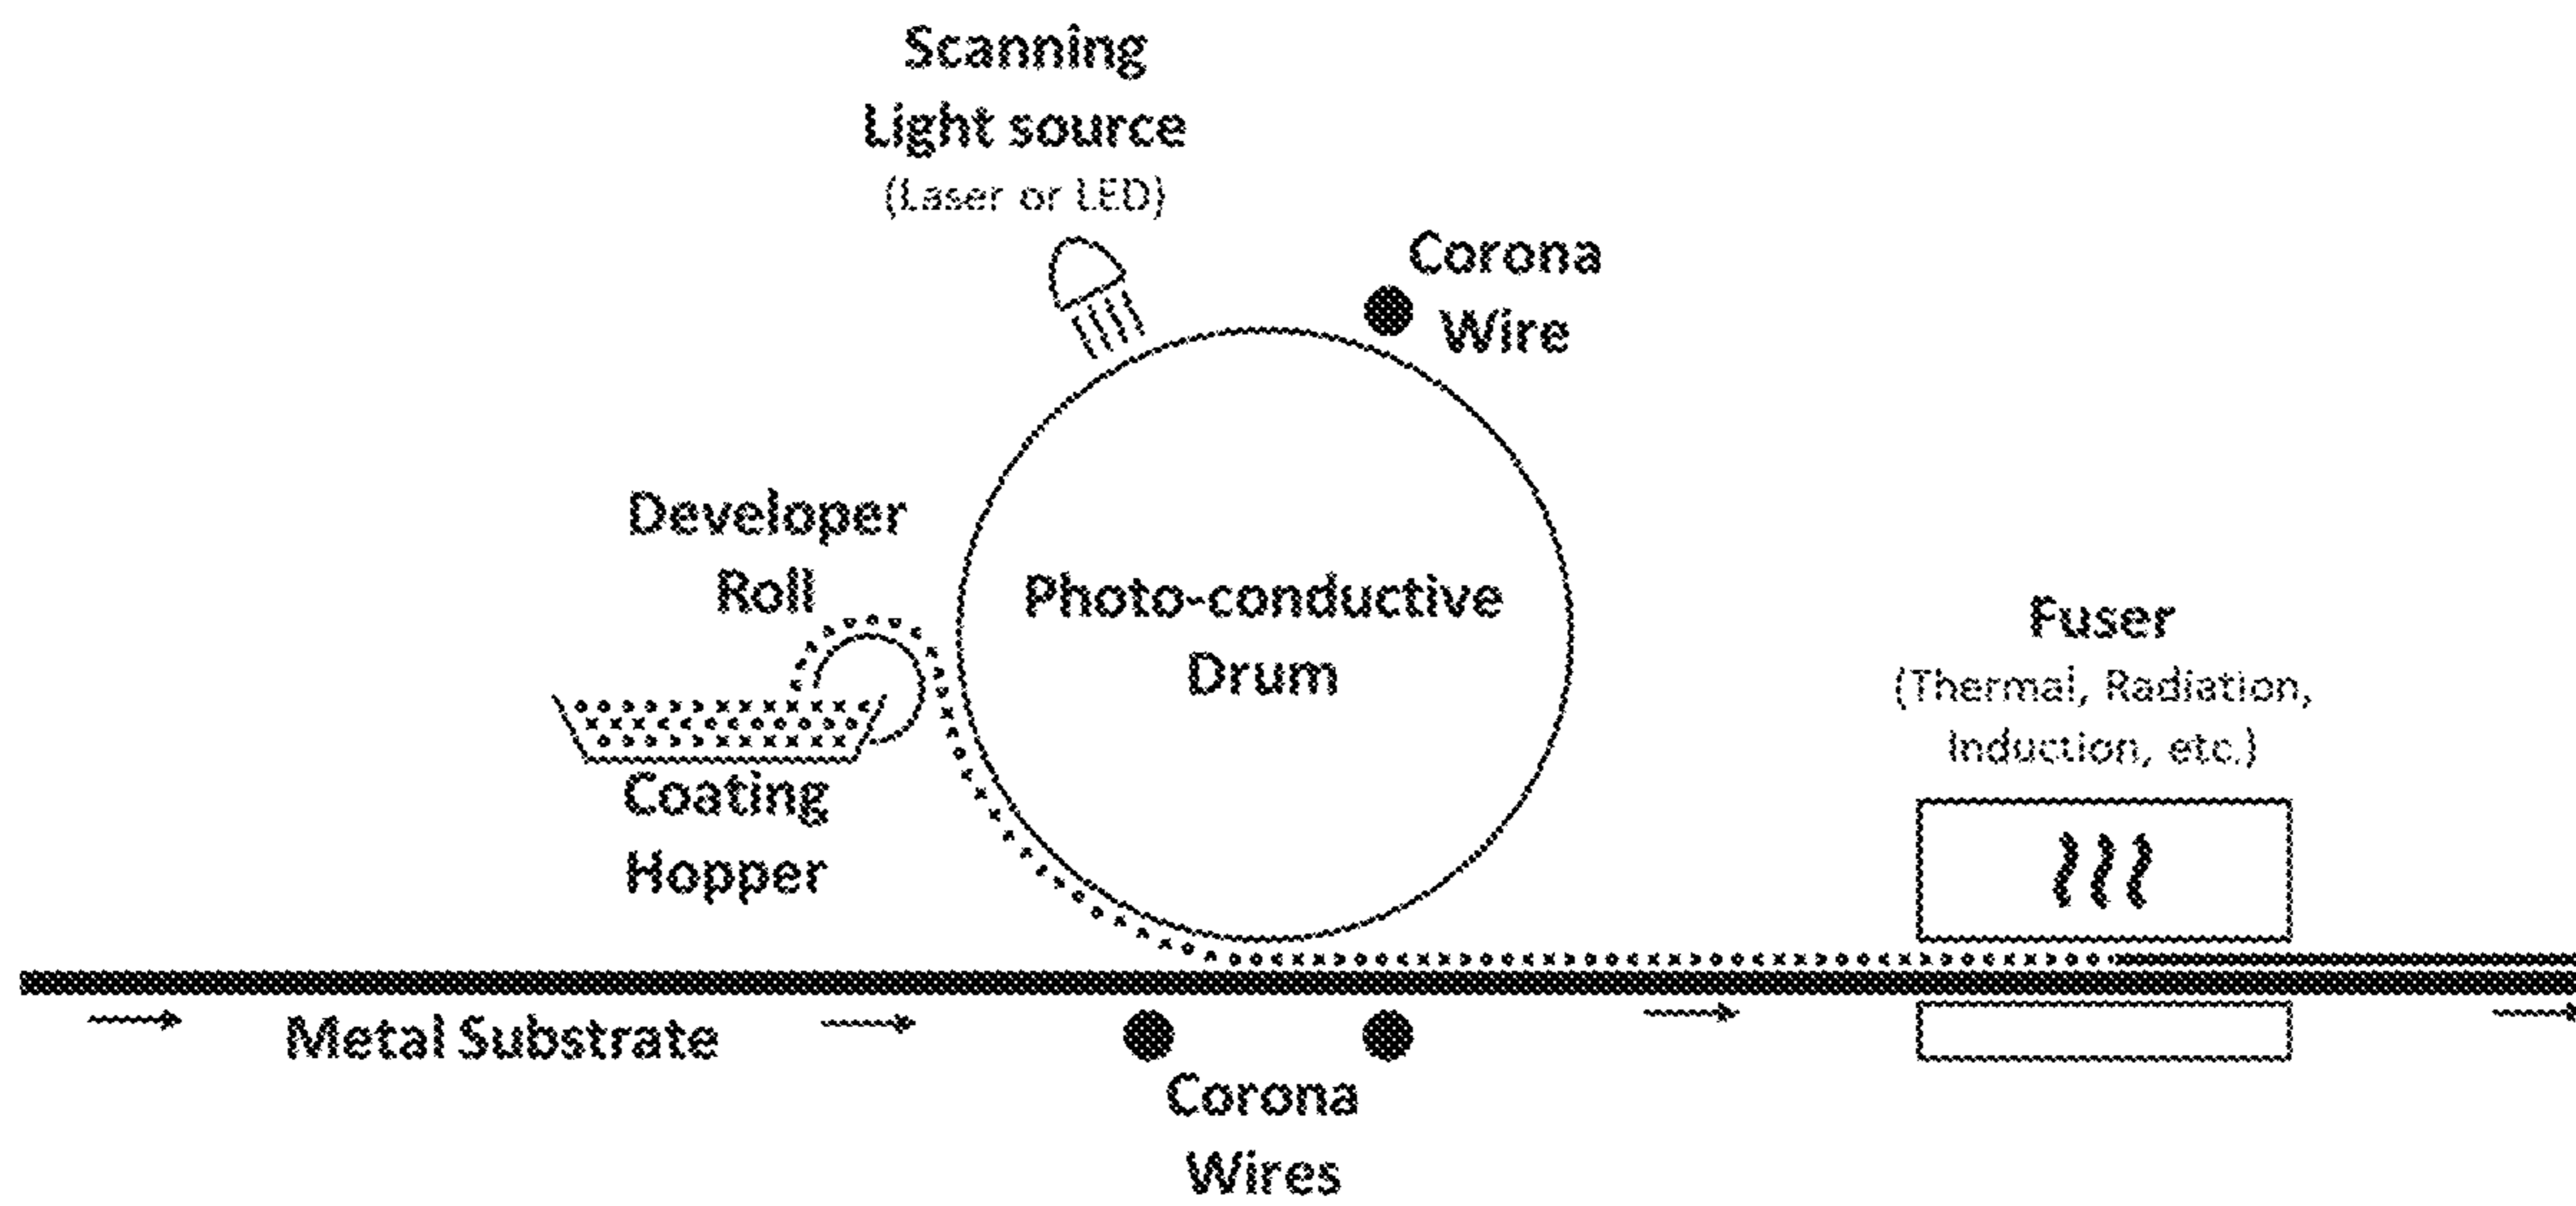 Scanning
Light source
(Laser or LED)
Corona
Wire
Developer
Roll
Photo-conductive
Drum
Fuser
(Thermal, Radiation,
Induction, etc.)
Coating
Hopper
Metal Substrate
Corona
Wires